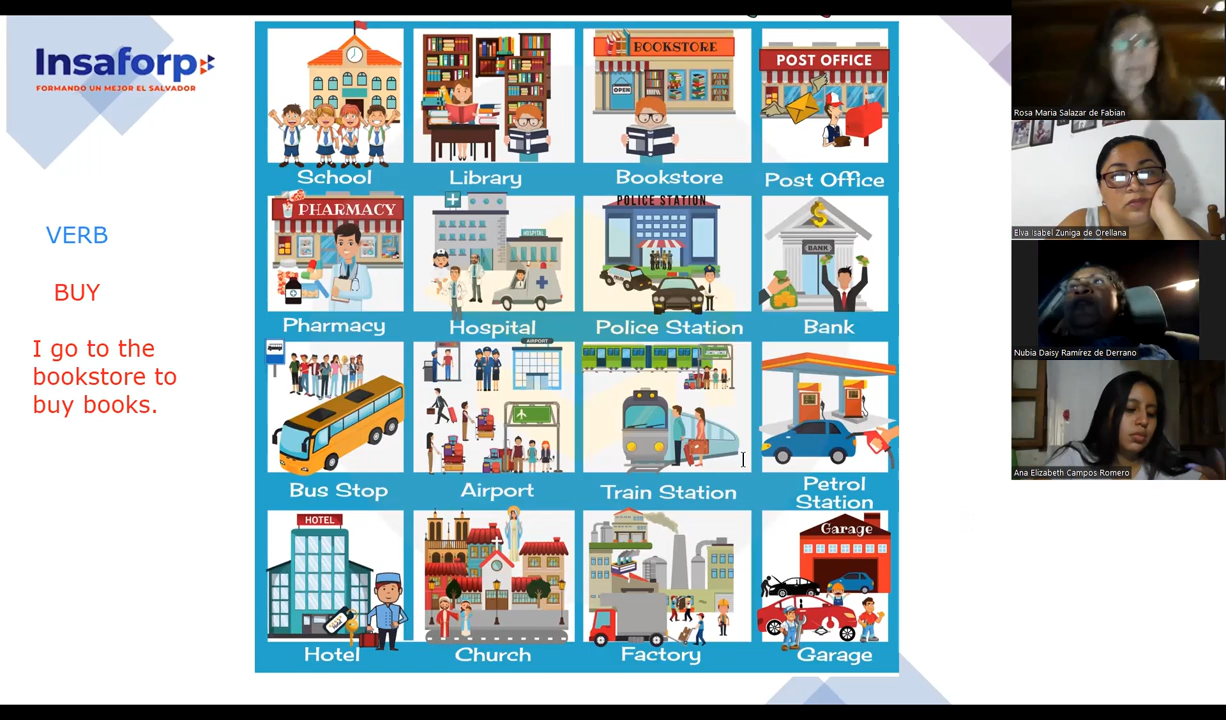 Insaforp
FORMANDO UN MEJOR EL SALVADOR
VERB
BUY
I go to the
bookstore to
buy books.
BOOKSTORE
OPEN
POST OFFICE
School
Library
Bookstore
Post Office
PHARMACY
HOSPITAL
POLICE STATION
BANK
Pharmacy
Hospital
Police Station
Bank
AIRPORT
Bus Stop
Airport
Train Station
Petrol
Station
HOTEL
Garage
Hotel
Church
Factory
Garage
Rosa Maria Salazar de Fabian
Elva Isabel Zuniga de Orellana
Nubia Daisy Ramírez de Derrano
Ana Elizabeth Campos Romero